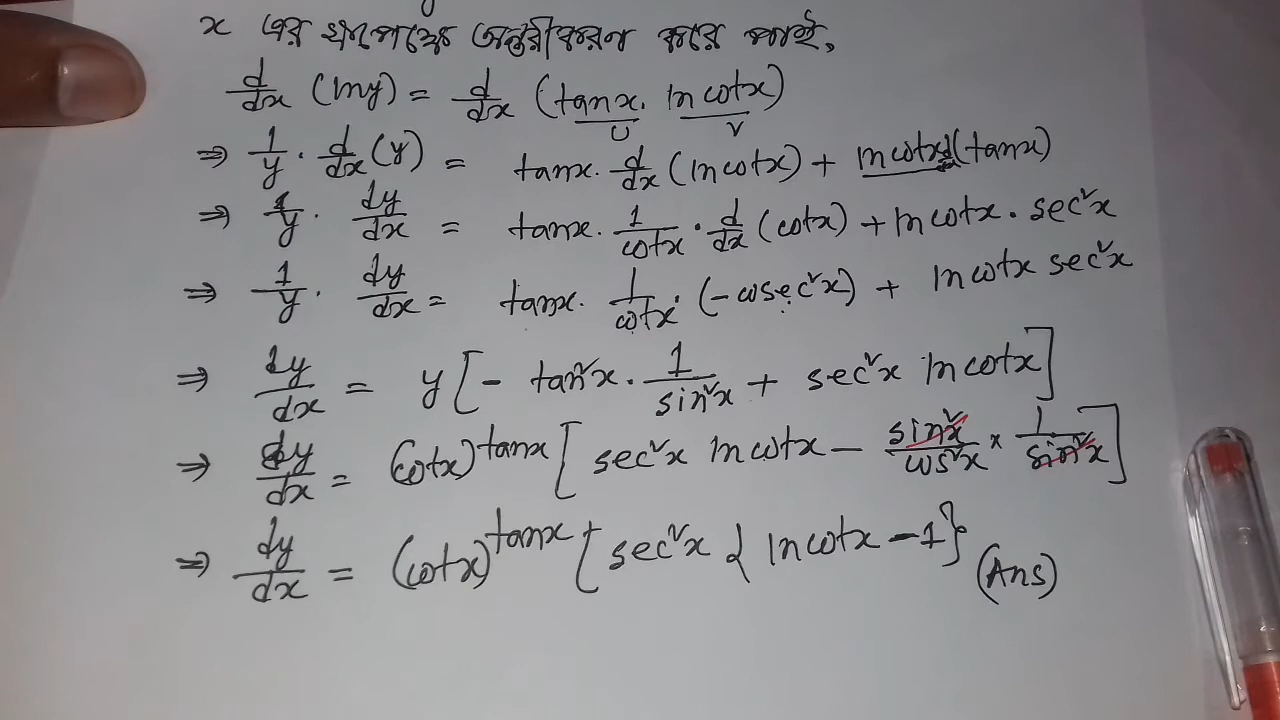 x এর সাপেক্ষে অন্তরীকরণ করে পাই,
d/dx (lny) = d/dx (tanx. ln cotx)
U V
⇒ 1/y · d/dx (y) = tanx. d/dx (ln cotx) + ln cotx d (tanx)
⇒ 1/y · dy/dx = tanx. 1/cotx · d/dx (cotx) + ln cotx · sec²x
⇒ 1/y · dy/dx = tanx. 1/cotx · (-cosec²x) + ln cotx sec²x
⇒ dy/dx = y [- tan²x · 1/sin²x + sec²x ln cotx]
⇒ dy/dx = (cotx)^tanx [sec²x ln cotx - sin²x/cos²x × 1/sin²x]
⇒ dy/dx = (cotx)^tanx [sec²x { ln cotx - 1} (Ans)